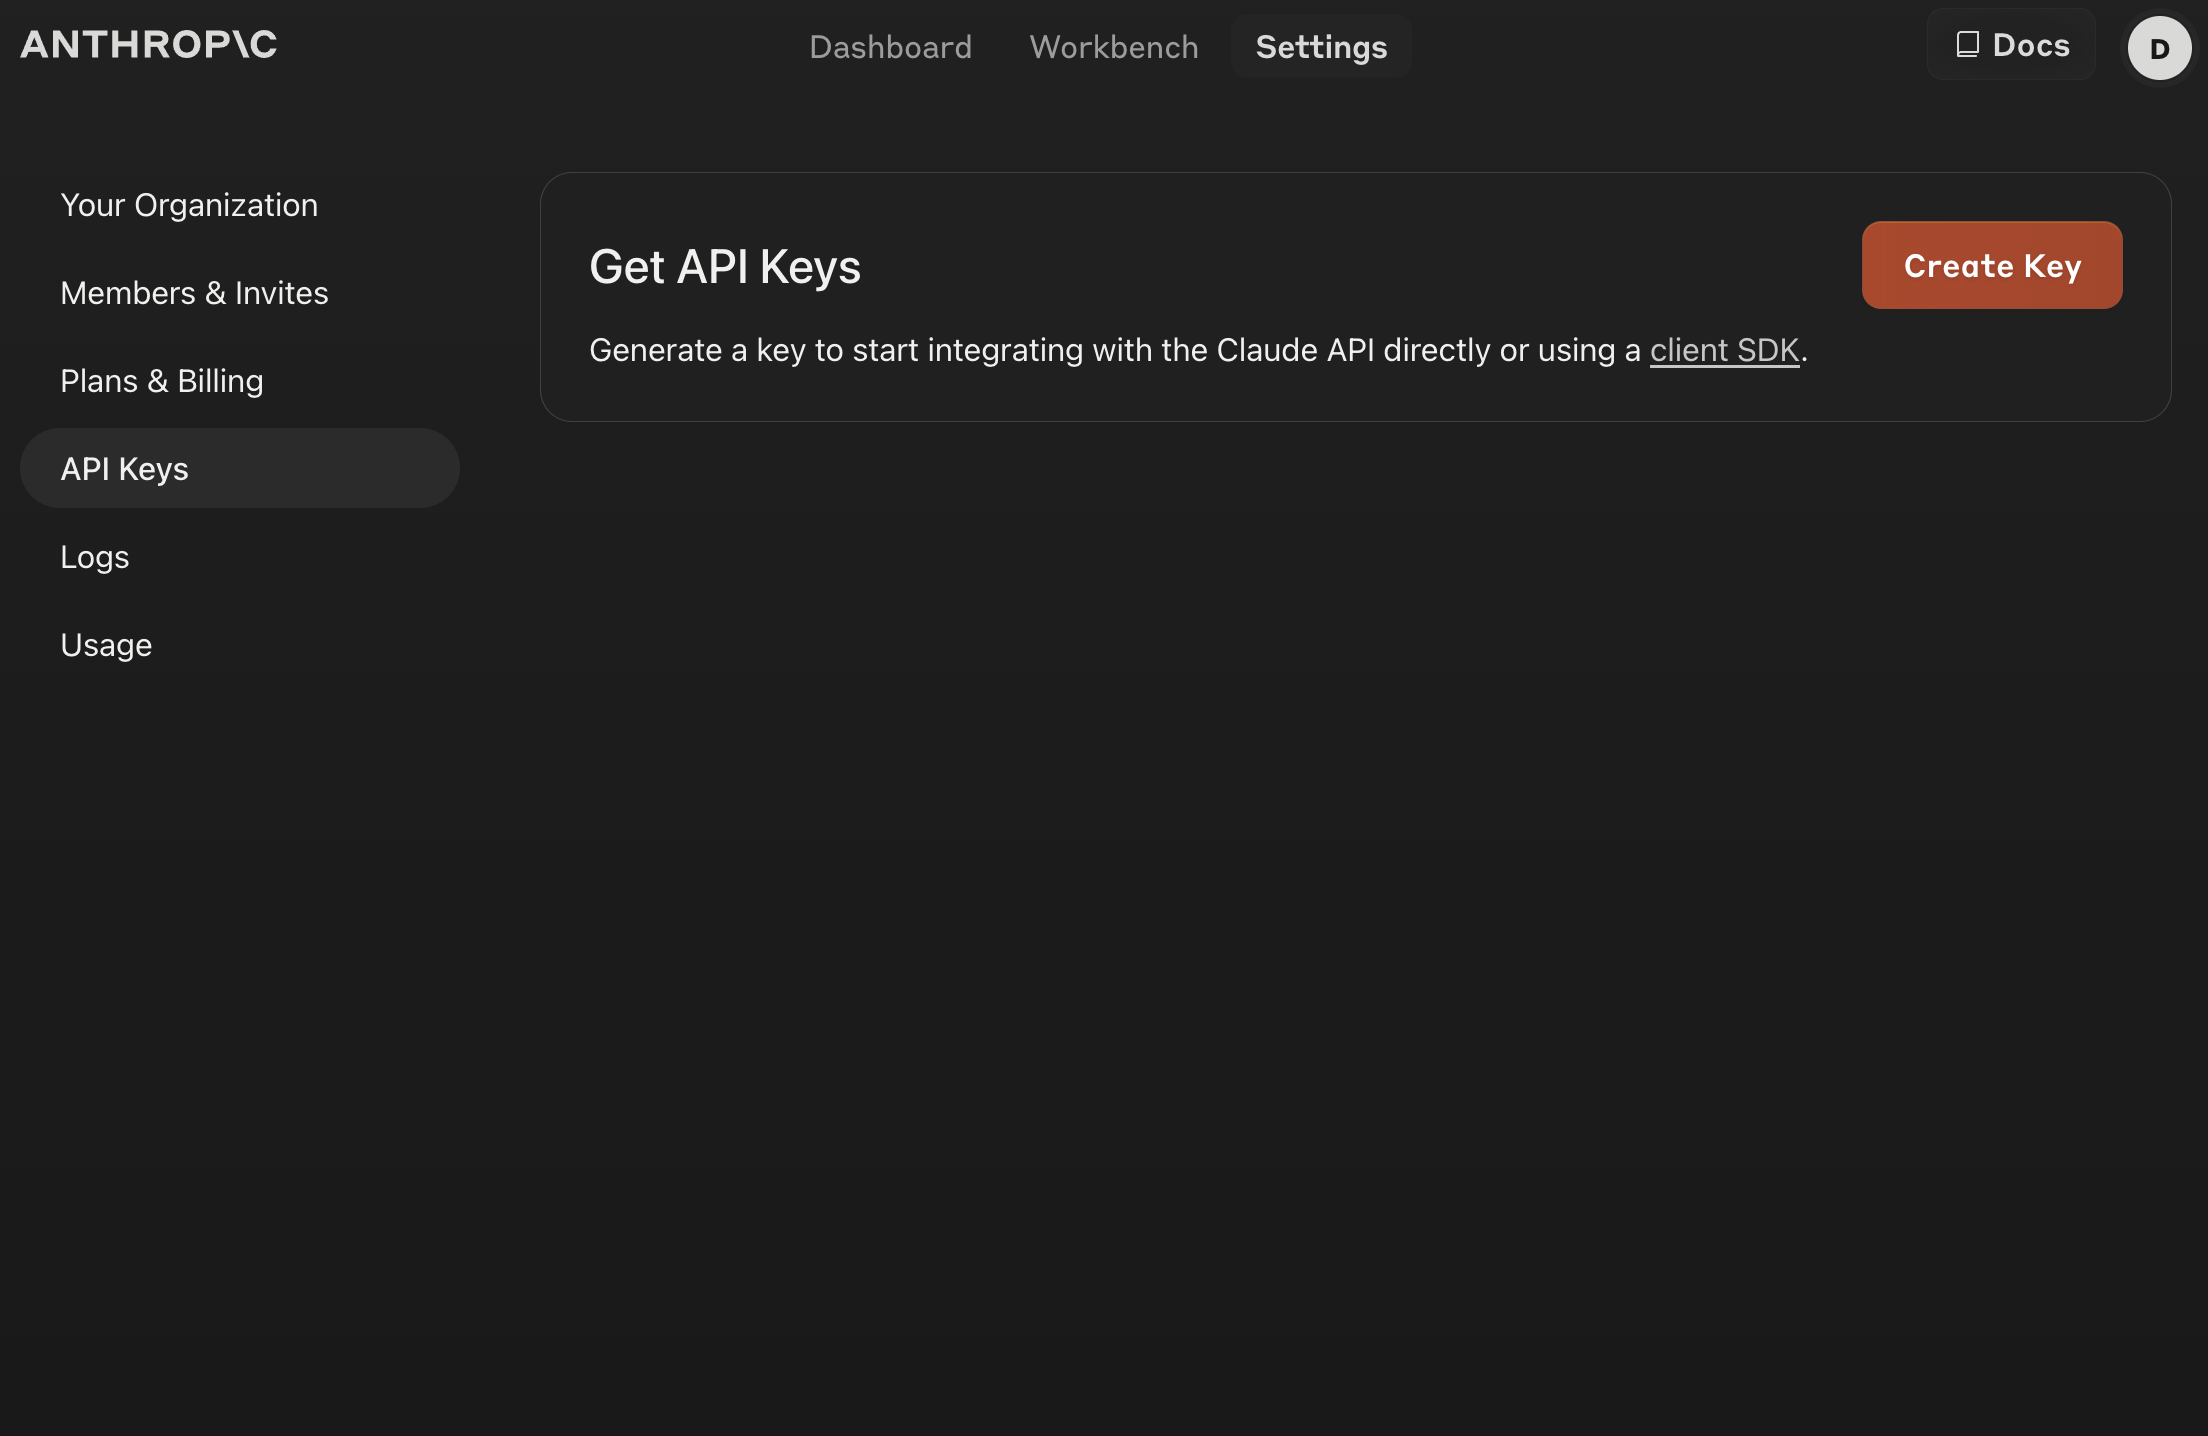 ANTHROP\C
Dashboard
Workbench
Settings
Docs
D
Your Organization
Members & Invites
Plans & Billing
API Keys
Logs
Usage
Get API Keys
Create Key
Generate a key to start integrating with the Claude API directly or using a client SDK.